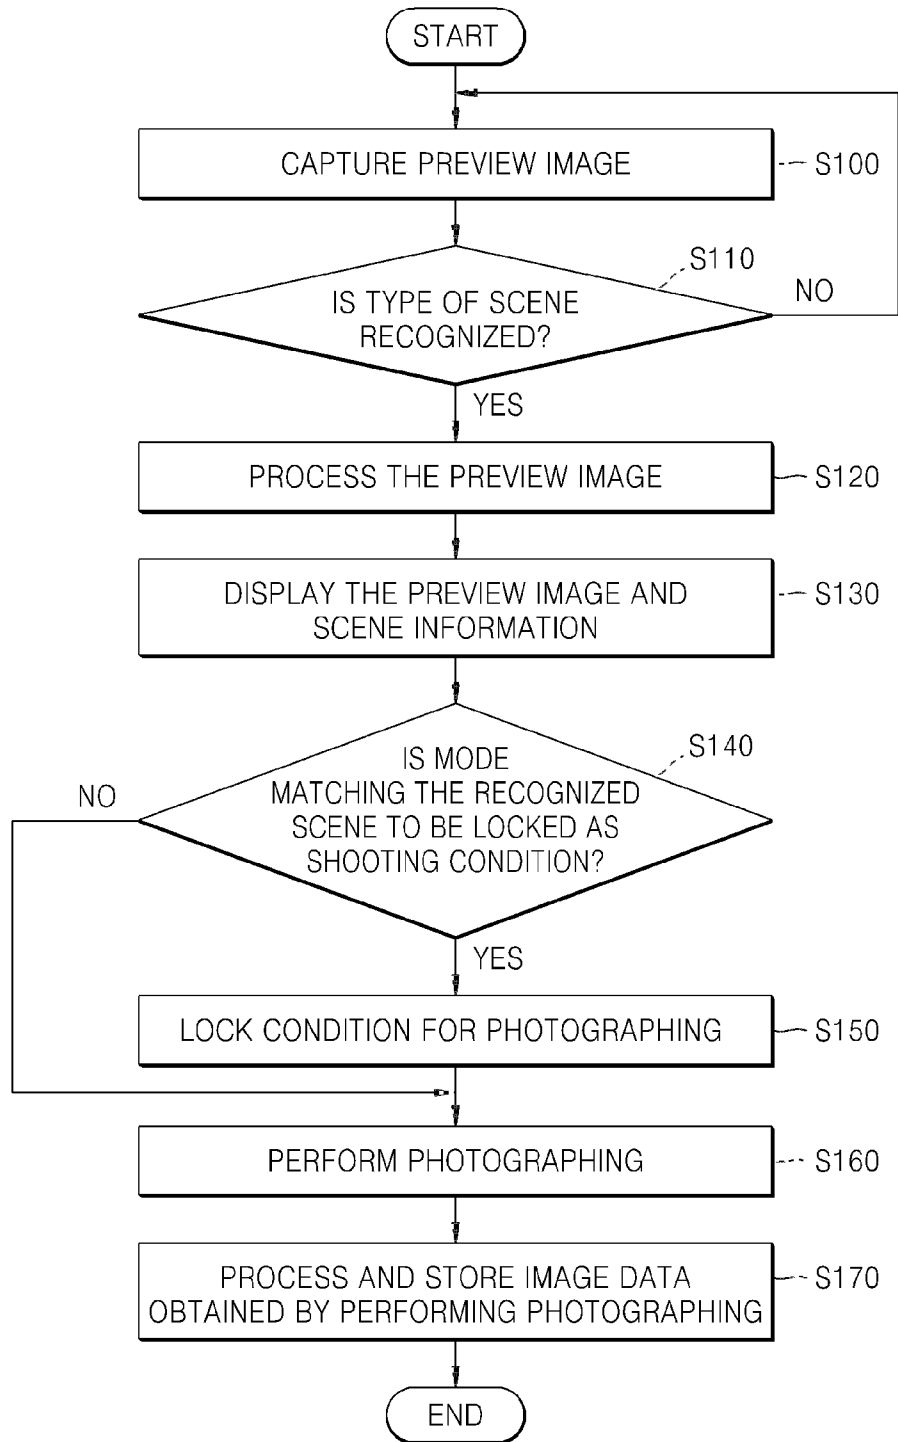 START
CAPTURE PREVIEW IMAGE
S100
S110
IS TYPE OF SCENE
RECOGNIZED?
NO
YES
PROCESS THE PREVIEW IMAGE
S120
DISPLAY THE PREVIEW IMAGE AND
SCENE INFORMATION
S130
S140
IS MODE
MATCHING THE RECOGNIZED
SCENE TO BE LOCKED AS
SHOOTING CONDITION?
NO
YES
LOCK CONDITION FOR PHOTOGRAPHING
S150
PERFORM PHOTOGRAPHING
S160
PROCESS AND STORE IMAGE DATA
OBTAINED BY PERFORMING PHOTOGRAPHING
S170
END